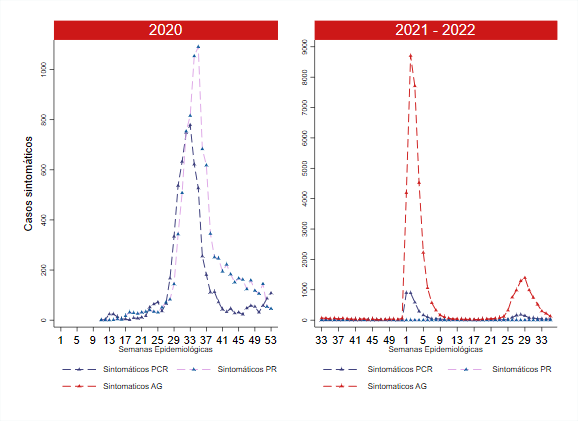 2020
Casos sintomáticos
1000
800
600
400
200
0
1 5 9 13 17 21 25 29 33 37 41 45 49 53
Semanas Epidemiológicas
Sintomáticos PCR Sintomáticos PR
Sintomáticos AG
2021 - 2022
9000
8000
7000
6000
5000
4000
3000
2000
1000
0
33 37 41 45 49 1 5 9 13 17 21 25 29 33
Semanas Epidemiológicas
Sintomáticos PCR Sintomáticos PR
Sintomaticos AG